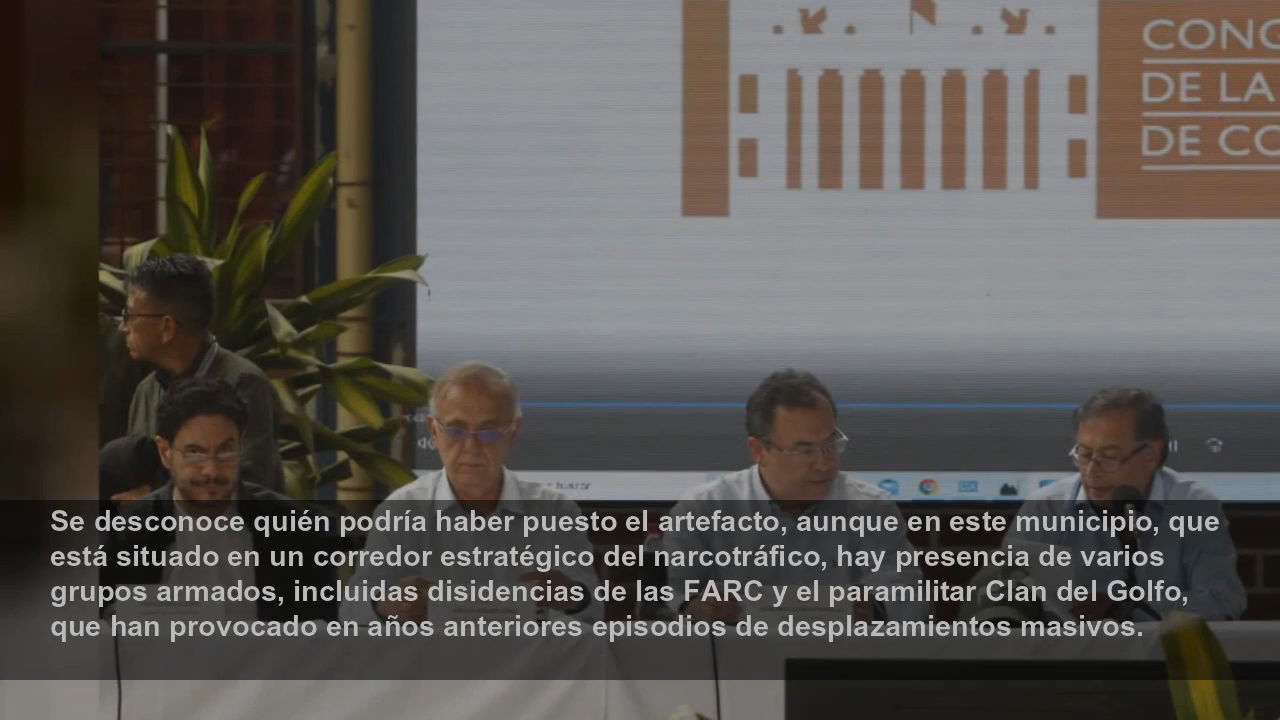 CONG
DE LA
DE CO
Se desconoce quién podría haber puesto el artefacto, aunque en este municipio, que
está situado en un corredor estratégico del narcotráfico, hay presencia de varios
grupos armados, incluidas disidencias de las FARC y el paramilitar Clan del Golfo,
que han provocado en años anteriores episodios de desplazamientos masivos.